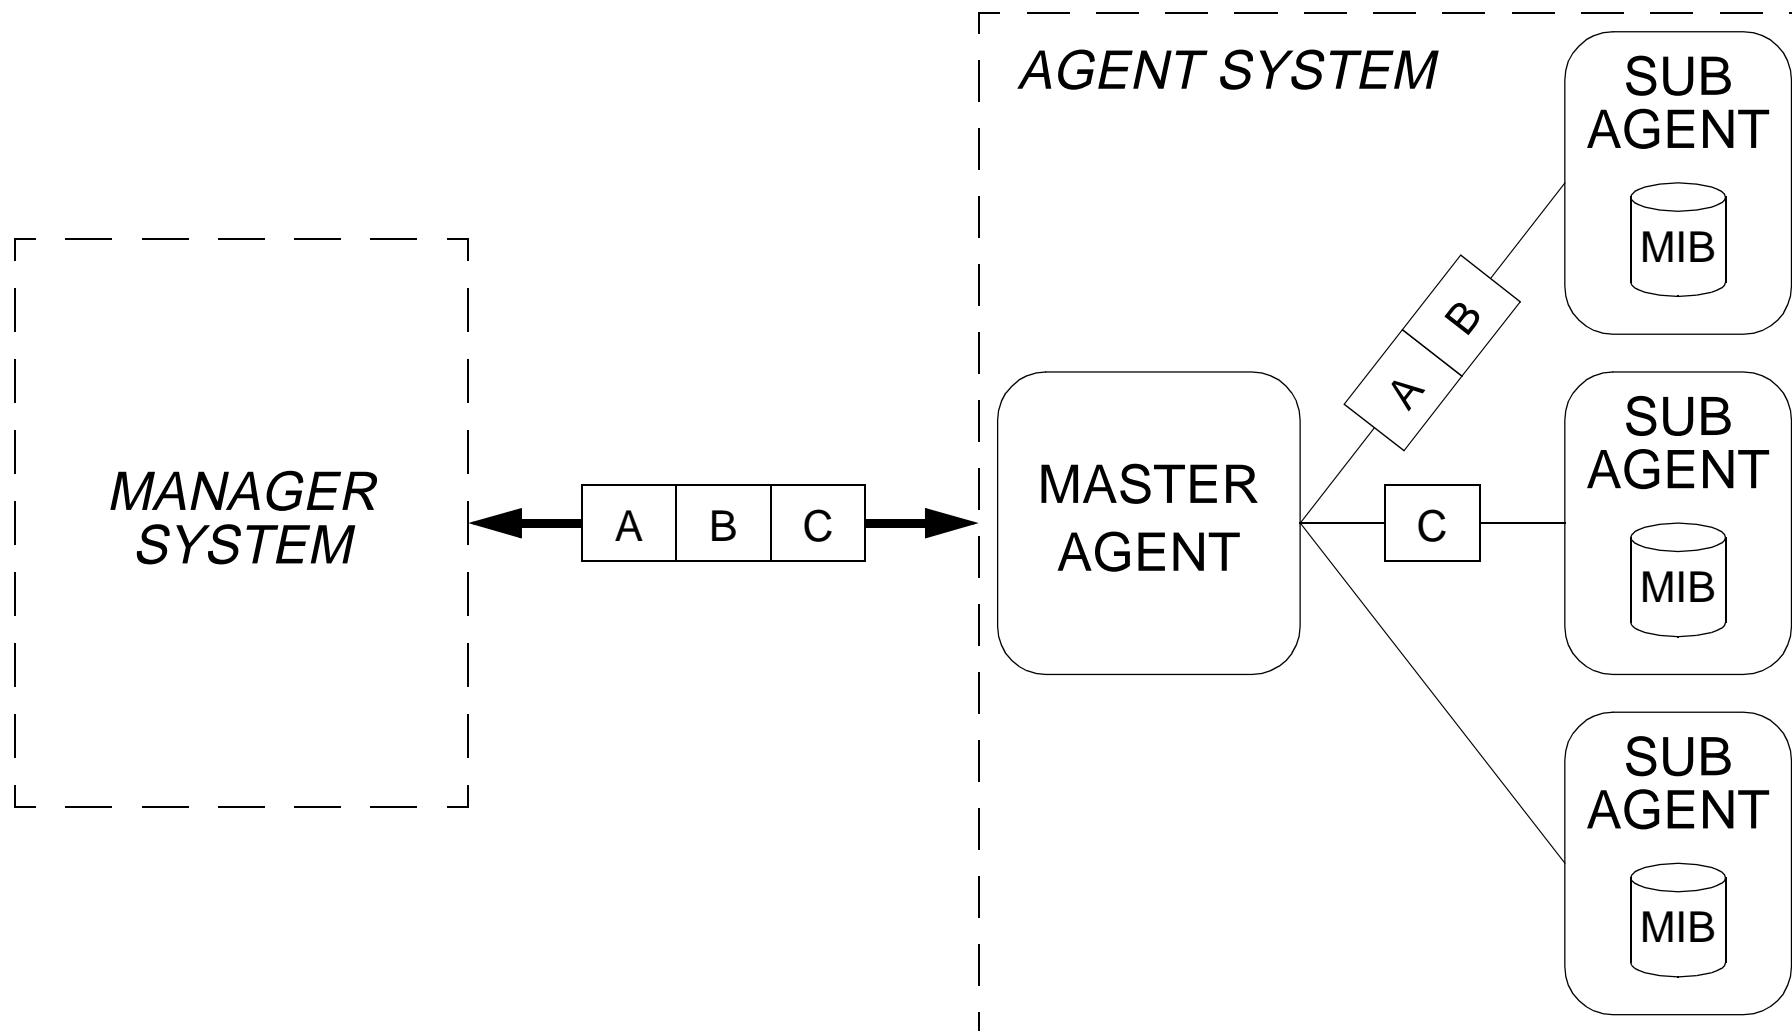 AGENT SYSTEM
SUB
AGENT
MIB
B
A
MANAGER
SYSTEM
A B C
MASTER
AGENT
C
SUB
AGENT
MIB
SUB
AGENT
MIB